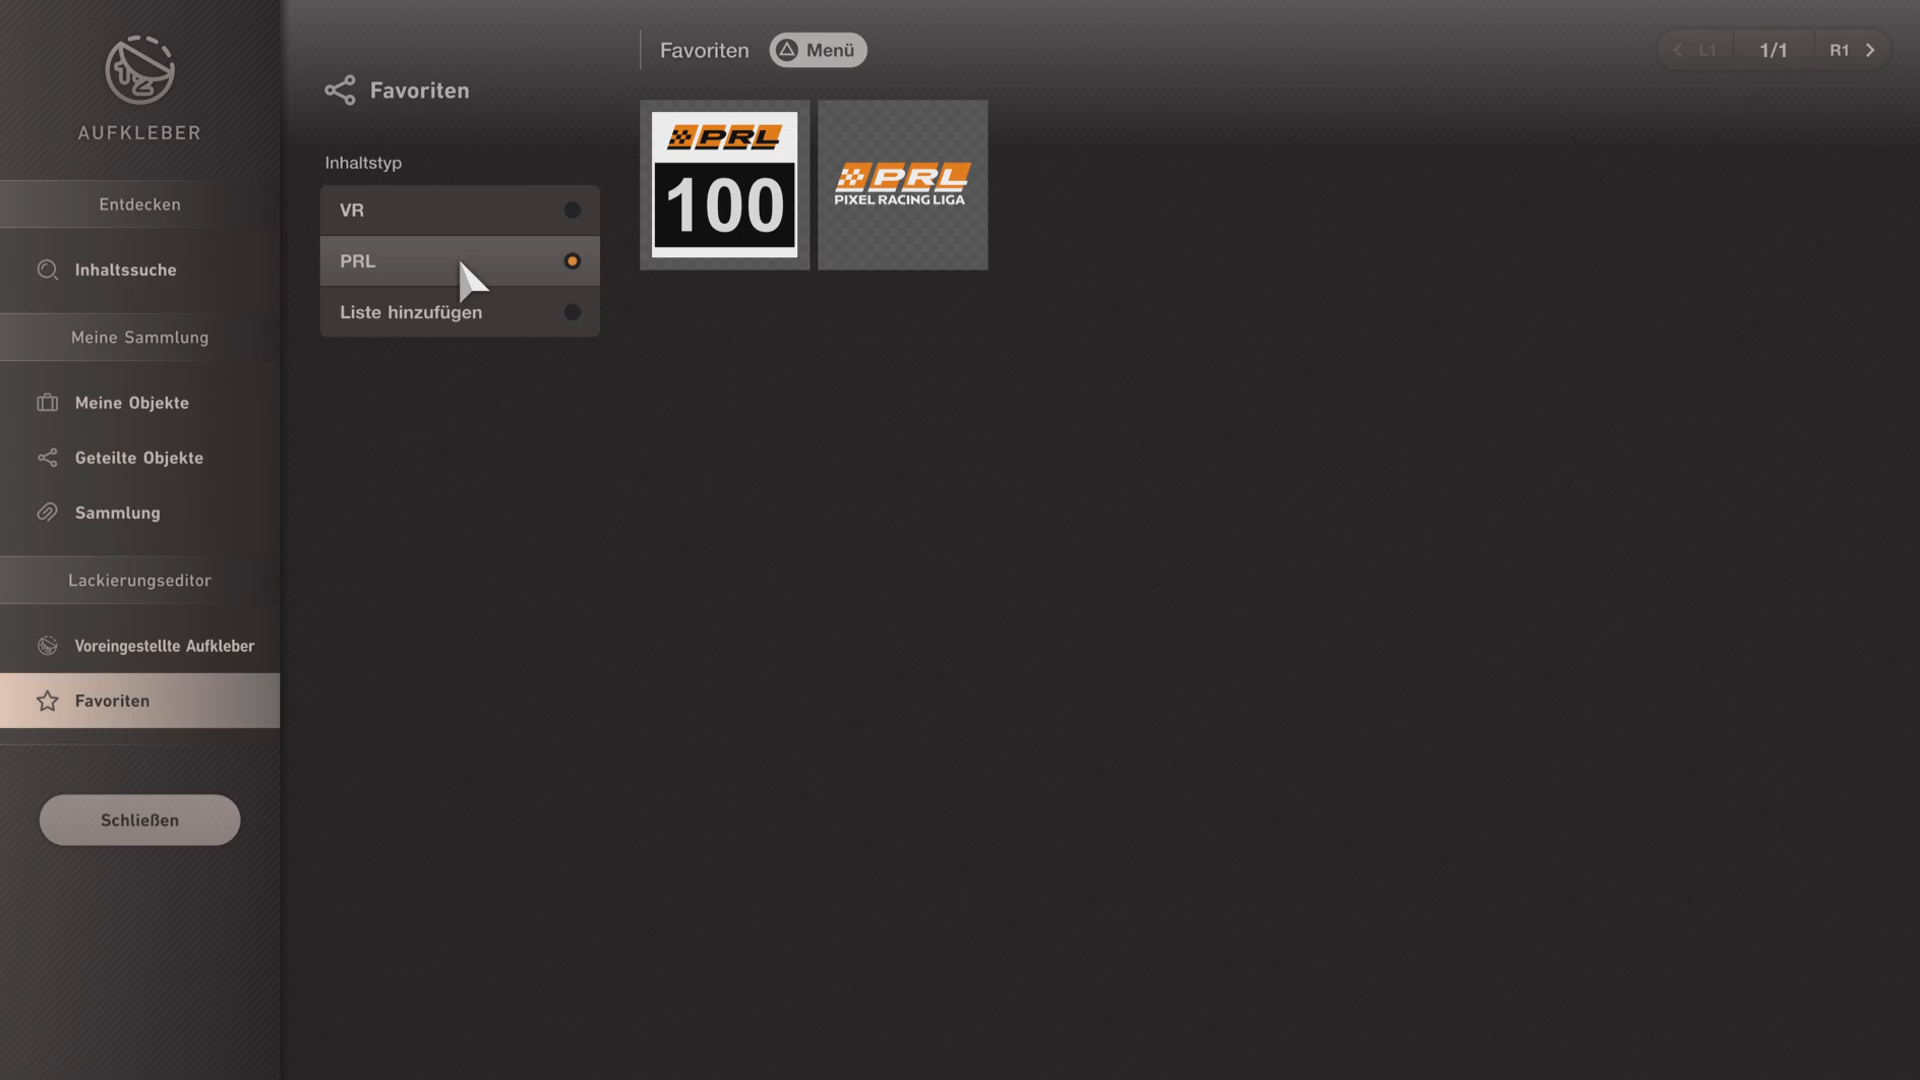 AUFKLEBER
Entdecken
Inhaltssuche
Meine Sammlung
Meine Objekte
Geteilte Objekte
Sammlung
Lackierungseditor
Voreingestellte Aufkleber
Favoriten
Schließen
Favoriten
Inhaltstyp
VR
PRL
Liste hinzufügen
Favoriten Menü
L1 1/1 R1
PRL
100
PRL
PIXEL RACING LIGA